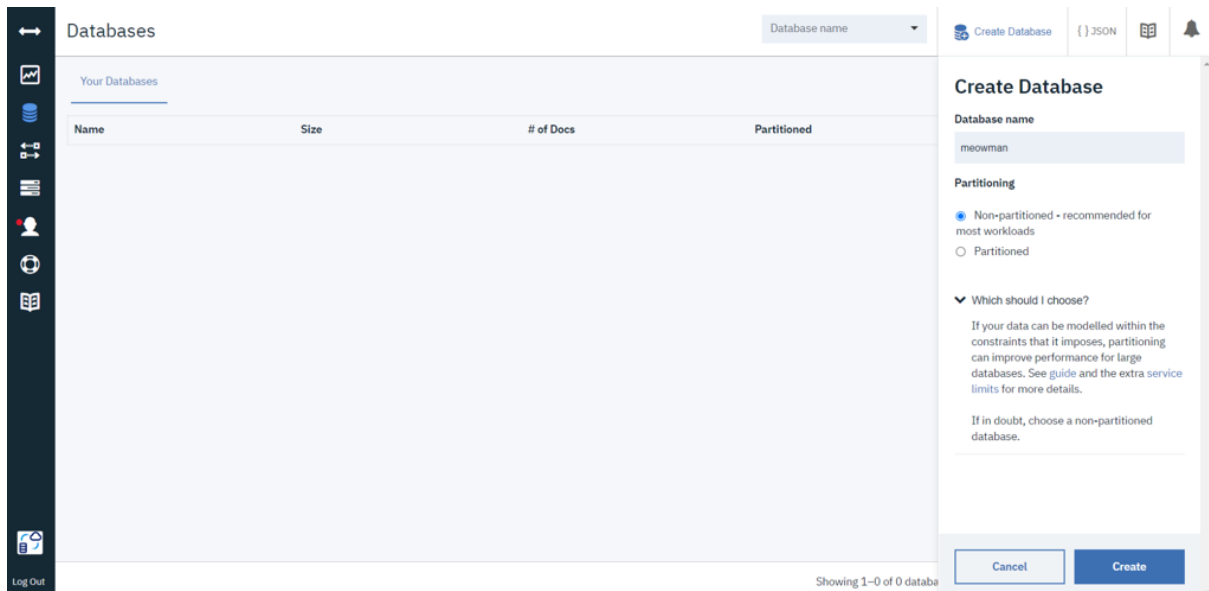 Databases
Database name
Create Database
{ } JSON
Your Databases
Name Size # of Docs Partitioned
Create Database
Database name
meowman
Partitioning
Non-partitioned - recommended for
most workloads
Partitioned
Which should I choose?
If your data can be modelled within the
constraints that it imposes, partitioning
can improve performance for large
databases. See guide and the extra service
limits for more details.
If in doubt, choose a non-partitioned
database.
Cancel
Create
Log Out
Showing 1–0 of 0 databa